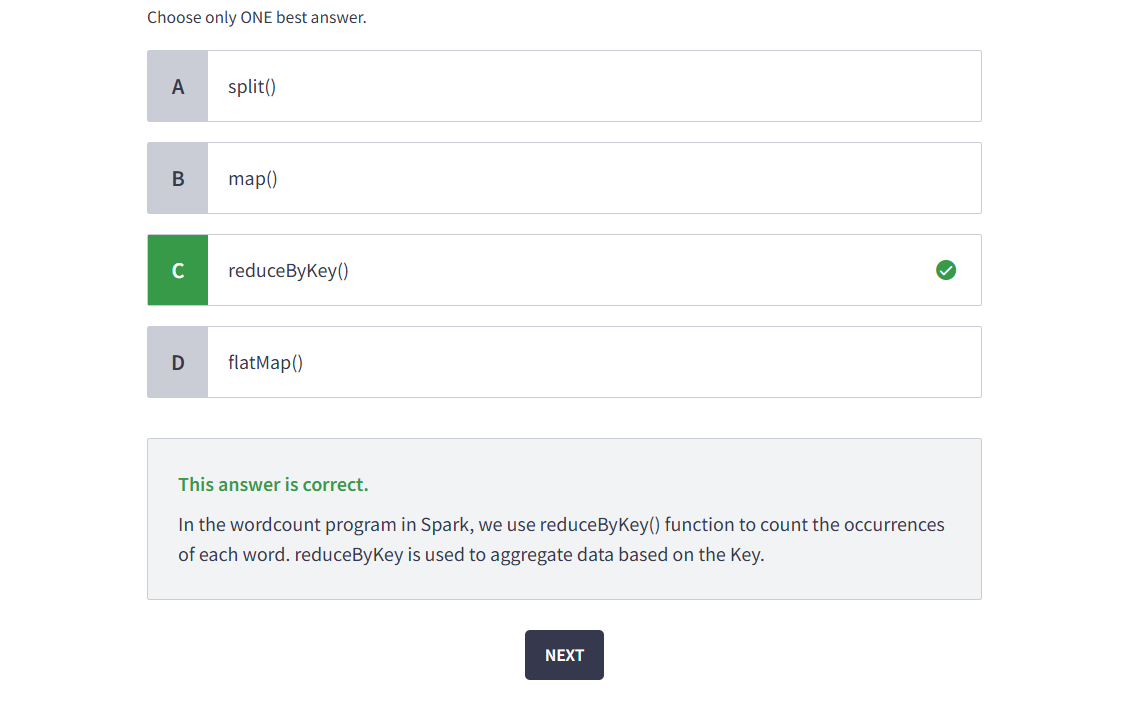 Choose only ONE best answer.
A split()
B map()
C reduceByKey()
D flatMap()
This answer is correct.
In the wordcount program in Spark, we use reduceByKey() function to count the occurrences
of each word. reduceByKey is used to aggregate data based on the Key.
NEXT